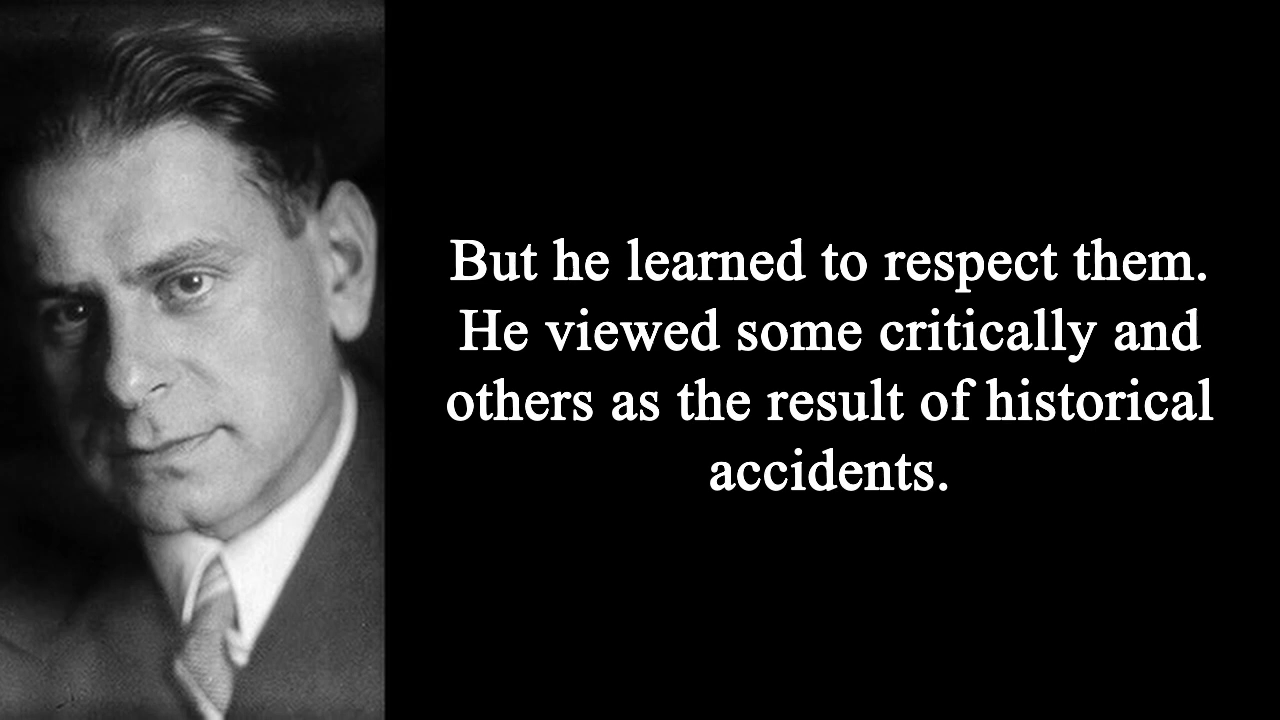 But he learned to respect them.
He viewed some critically and
others as the result of historical
accidents.